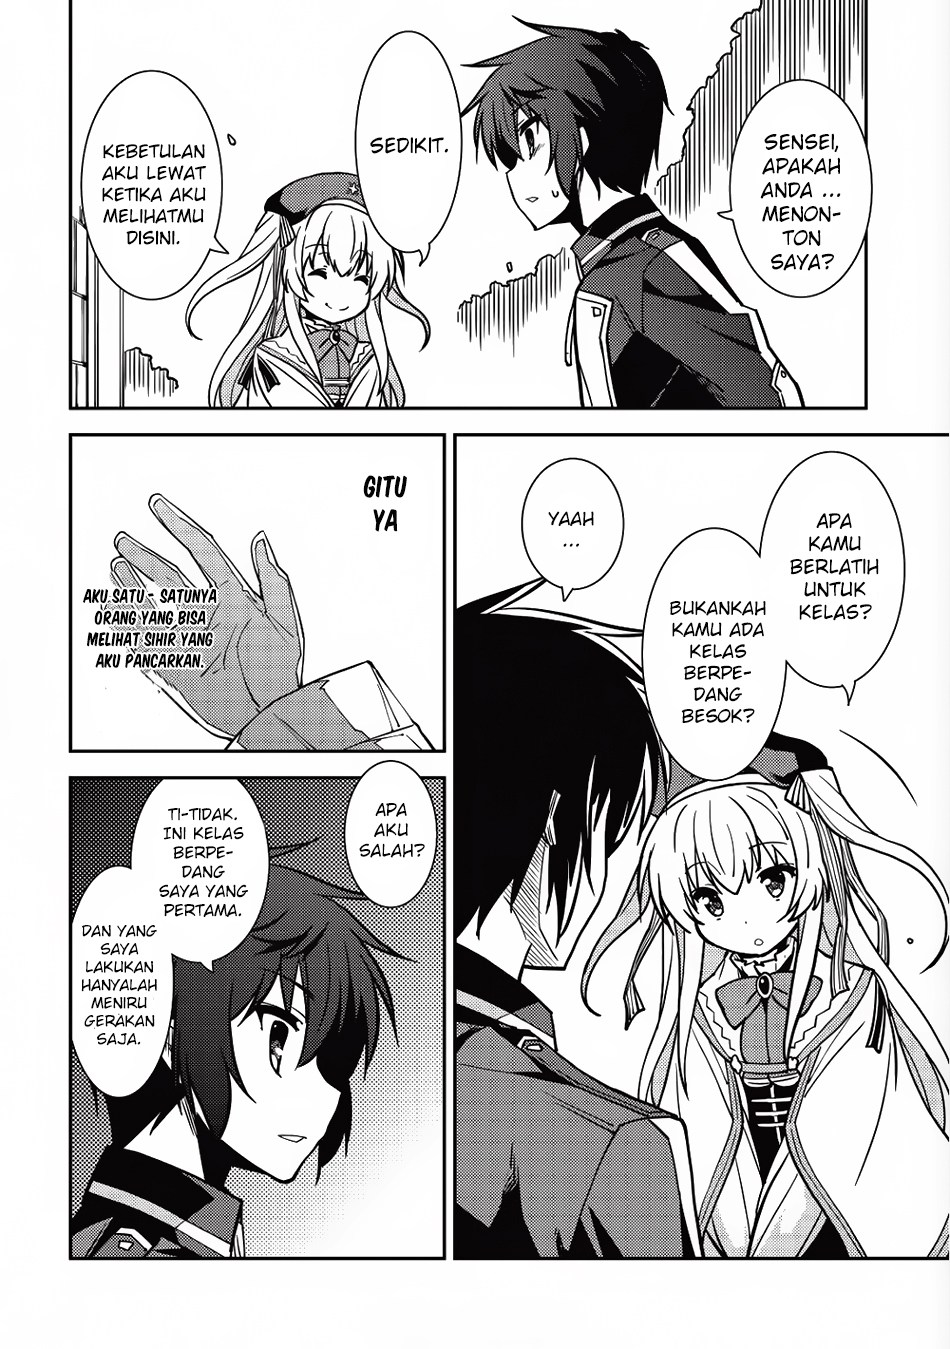 SENSEI,
APAKAH
ANDA ...
MENON-
TON
SAYA?
SEDIKIT.
KEBETULAN
AKU LEWAT
KETIKA AKU
MELIHATMU
DISINI.
APA
KAMU
BERLATIH
UNTUK
KELAS?
BUKANKAH
KAMU ADA
KELAS
BERPE-
DANG
BESOK?
YAAH
...
GITU
YA
AKU SATU - SATUNYA
ORANG YANG BISA
MELIHAT SIHIR YANG
AKU PANCARKAN.
APA
AKU
SALAH?
TI-TIDAK.
INI KELAS
BERPE-
DANG
SAYA YANG
PERTAMA.
DAN YANG
SAYA
LAKUKAN
HANYALAH
MENIRU
GERAKAN
SAJA.